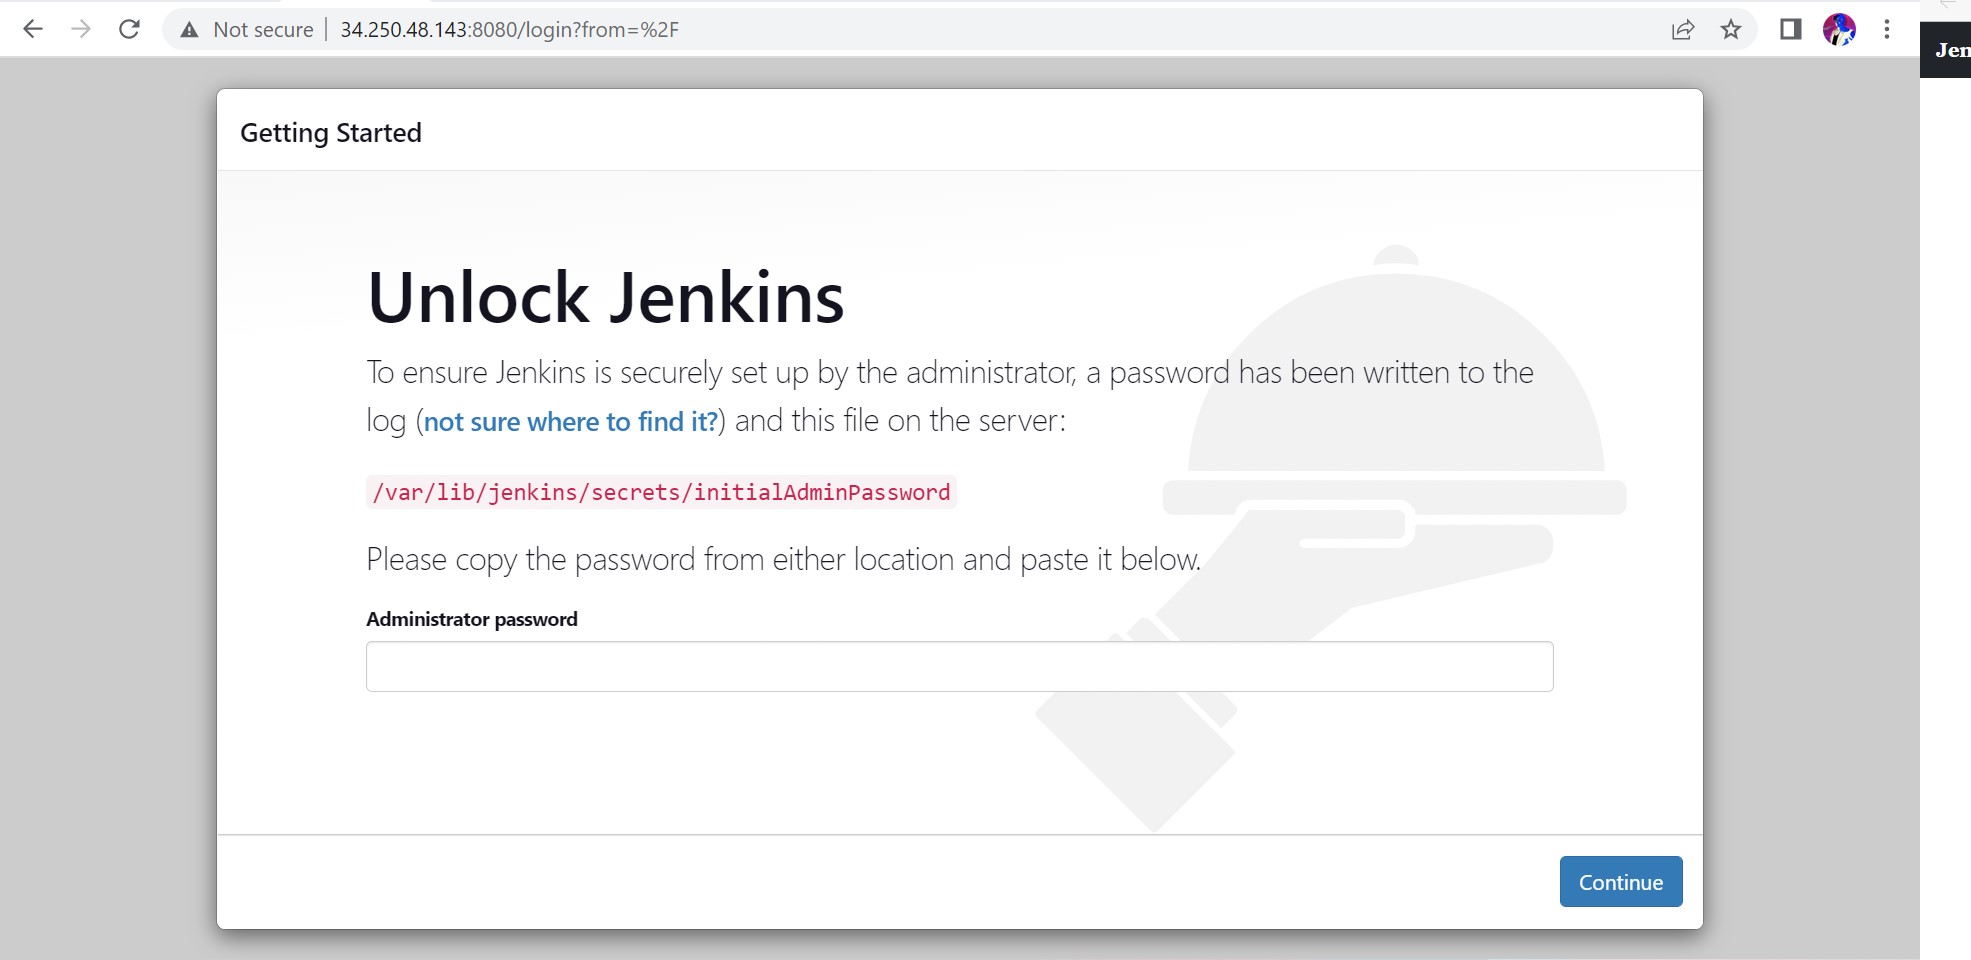 Not secure | 34.250.48.143:8080/login?from=%2F
Jen
Getting Started
Unlock Jenkins
To ensure Jenkins is securely set up by the administrator, a password has been written to the
log (not sure where to find it?) and this file on the server:
/var/lib/jenkins/secrets/initialAdminPassword
Please copy the password from either location and paste it below.
Administrator password
Continue